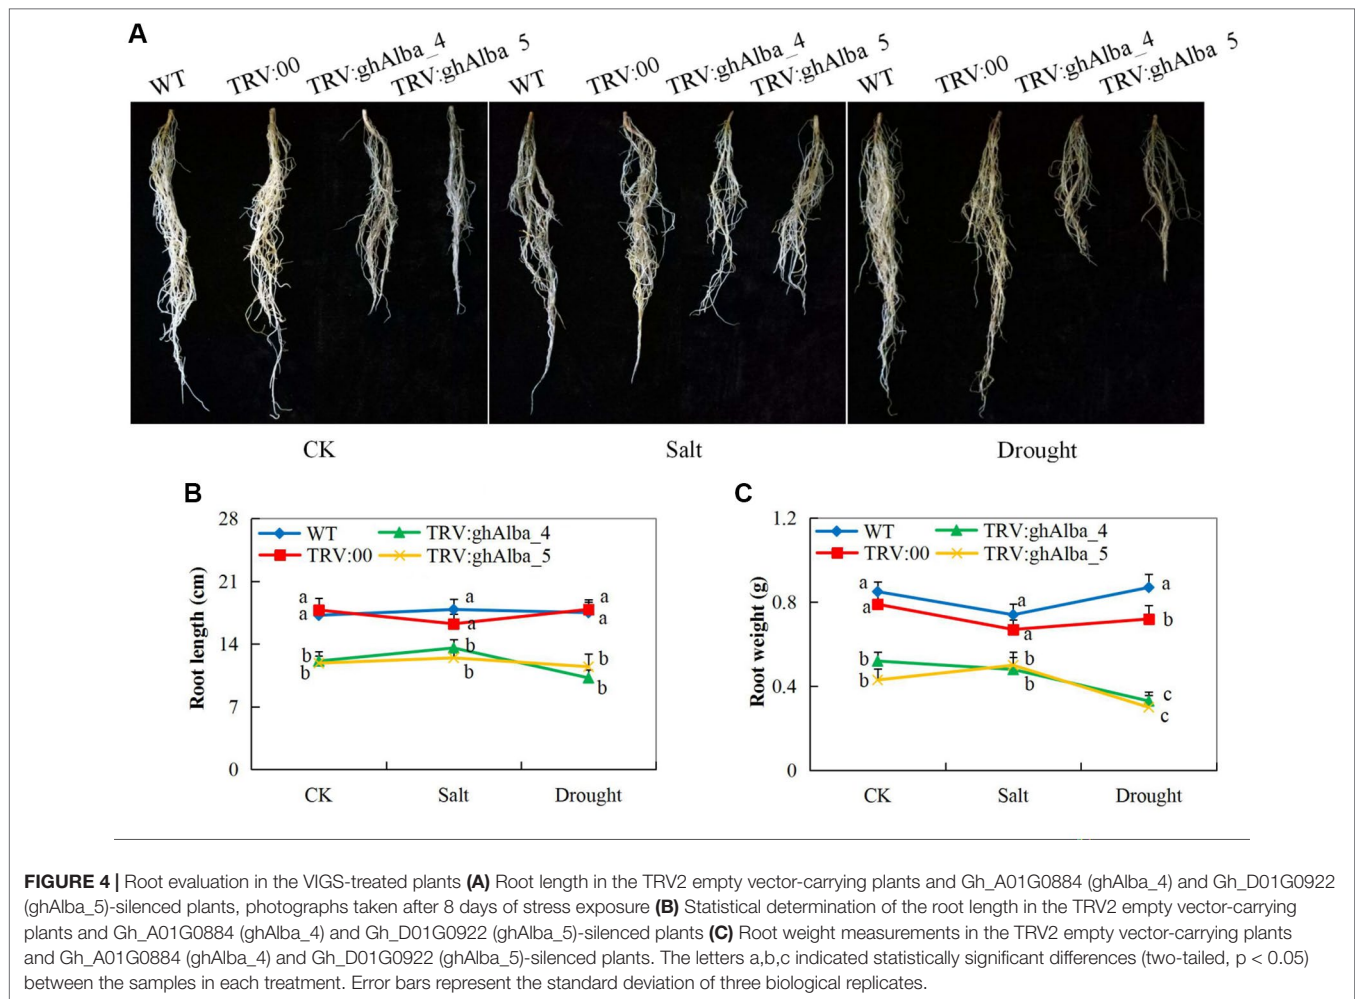 A
WT TRV:00 TRV:ghAlba_4 TRV:ghAlba_5 WT TRV:00 TRV:ghAlba_4 TRV:ghAlba_5 WT TRV:00 TRV:ghAlba_4 TRV:ghAlba_5
CK Salt Drought
B
28
21
14
7
0
Root length (cm)
WT TRV:ghAlba_4
TRV:00 TRV:ghAlba_5
a a a
a a a
b b b
b b b
CK Salt Drought
C
1.2
0.8
0.4
0
Root weight (g)
WT TRV:ghAlba_4
TRV:00 TRV:ghAlba_5
a a a
a a b
b b c
b b c
CK Salt Drought
FIGURE 4 | Root evaluation in the VIGS-treated plants (A) Root length in the TRV2 empty vector-carrying plants and Gh_A01G0884 (ghAlba_4) and Gh_D01G0922
(ghAlba_5)-silenced plants, photographs taken after 8 days of stress exposure (B) Statistical determination of the root length in the TRV2 empty vector-carrying
plants and Gh_A01G0884 (ghAlba_4) and Gh_D01G0922 (ghAlba_5)-silenced plants (C) Root weight measurements in the TRV2 empty vector-carrying plants
and Gh_A01G0884 (ghAlba_4) and Gh_D01G0922 (ghAlba_5)-silenced plants. The letters a,b,c indicated statistically significant differences (two-tailed, p < 0.05)
between the samples in each treatment. Error bars represent the standard deviation of three biological replicates.